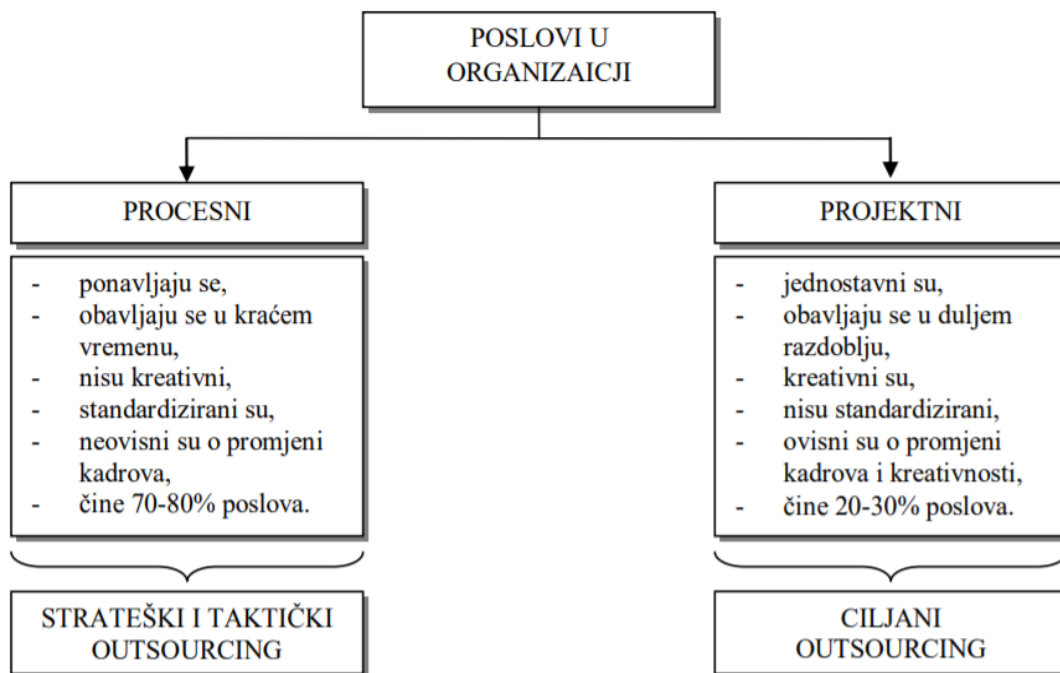 POSLOVI U
ORGANIZAICJI
PROCESNI
- ponavljaju se,
- obavljaju se u kraćem
vremenu,
- nisu kreativni,
- standardizirani su,
- neovisni su o promjeni
kadrova,
- čine 70-80% poslova.
STRATEŠKI I TAKTIČKI
OUTSOURCING
PROJEKTNI
- jednostavni su,
- obavljaju se u duljem
razdoblju,
- kreativni su,
- nisu standardizirani,
- ovisni su o promjeni
kadrova i kreativnosti,
- čine 20-30% poslova.
CILJANI
OUTSOURCING